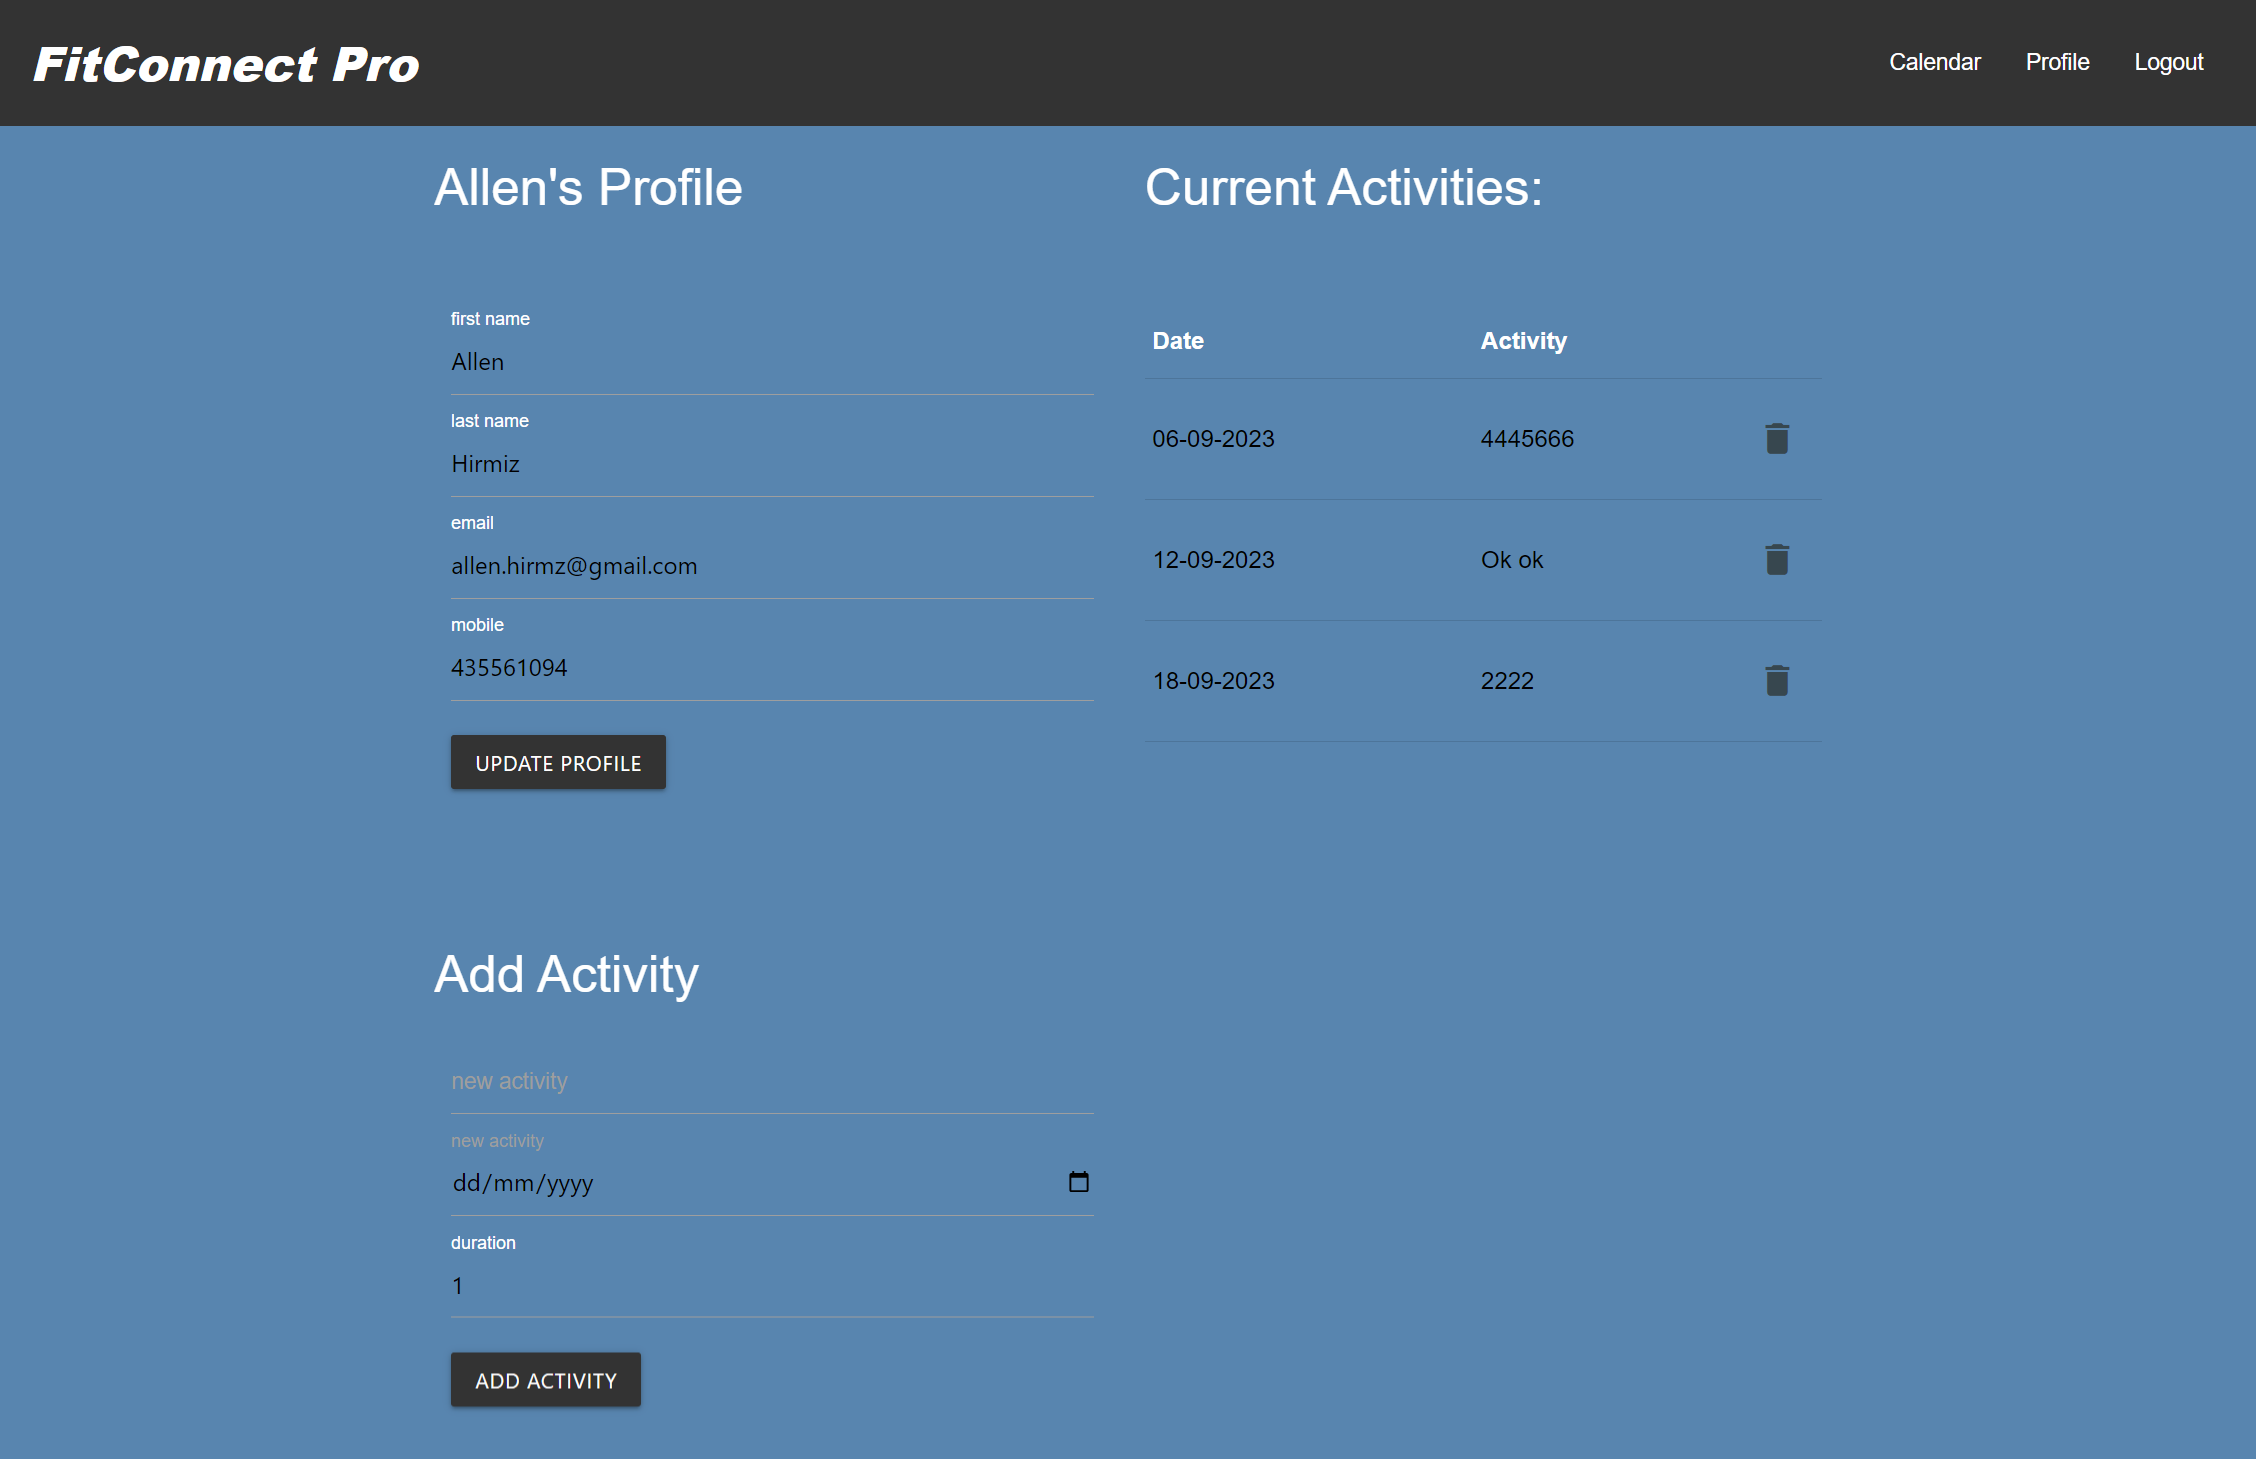 FitConnect Pro
Calendar Profile Logout
Allen's Profile
first name
Allen
last name
Hirmiz
email
allen.hirmz@gmail.com
mobile
435561094
UPDATE PROFILE
Current Activities:
Date Activity
06-09-2023 4445666
12-09-2023 Ok ok
18-09-2023 2222
Add Activity
new activity
new activity
dd/mm/yyyy
duration
1
ADD ACTIVITY